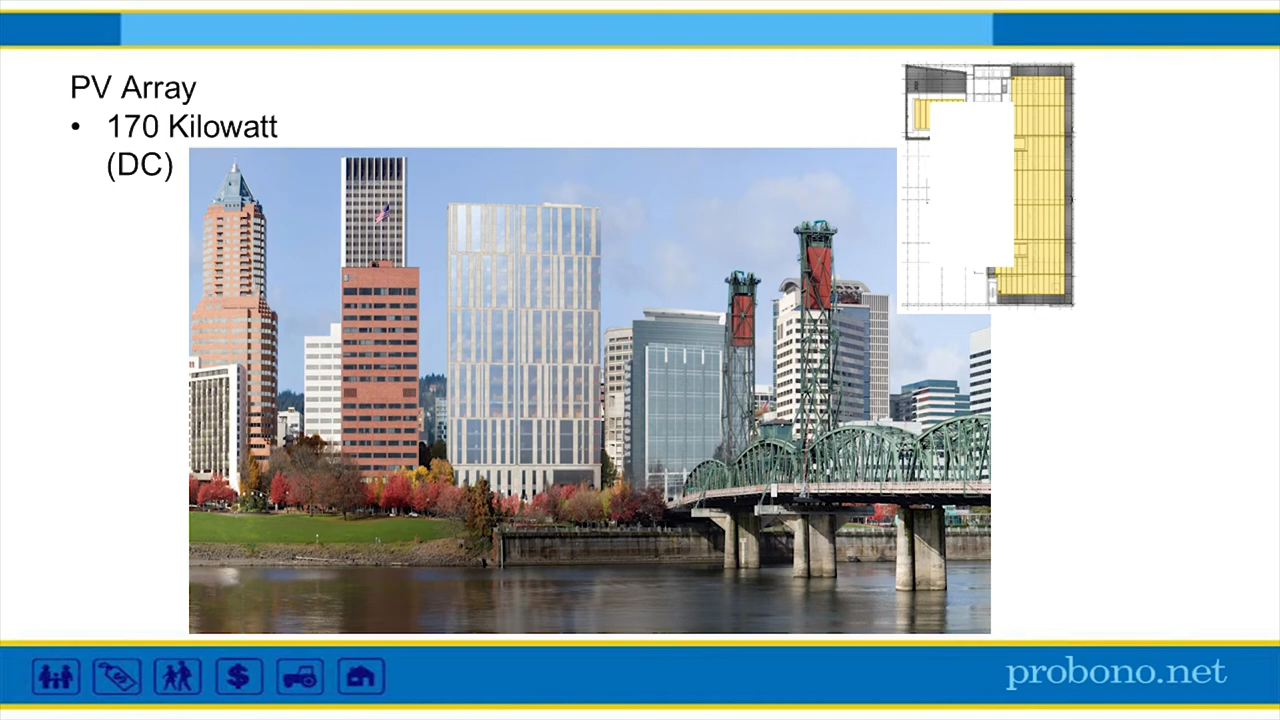 PV Array
• 170 Kilowatt
(DC)
probono.net